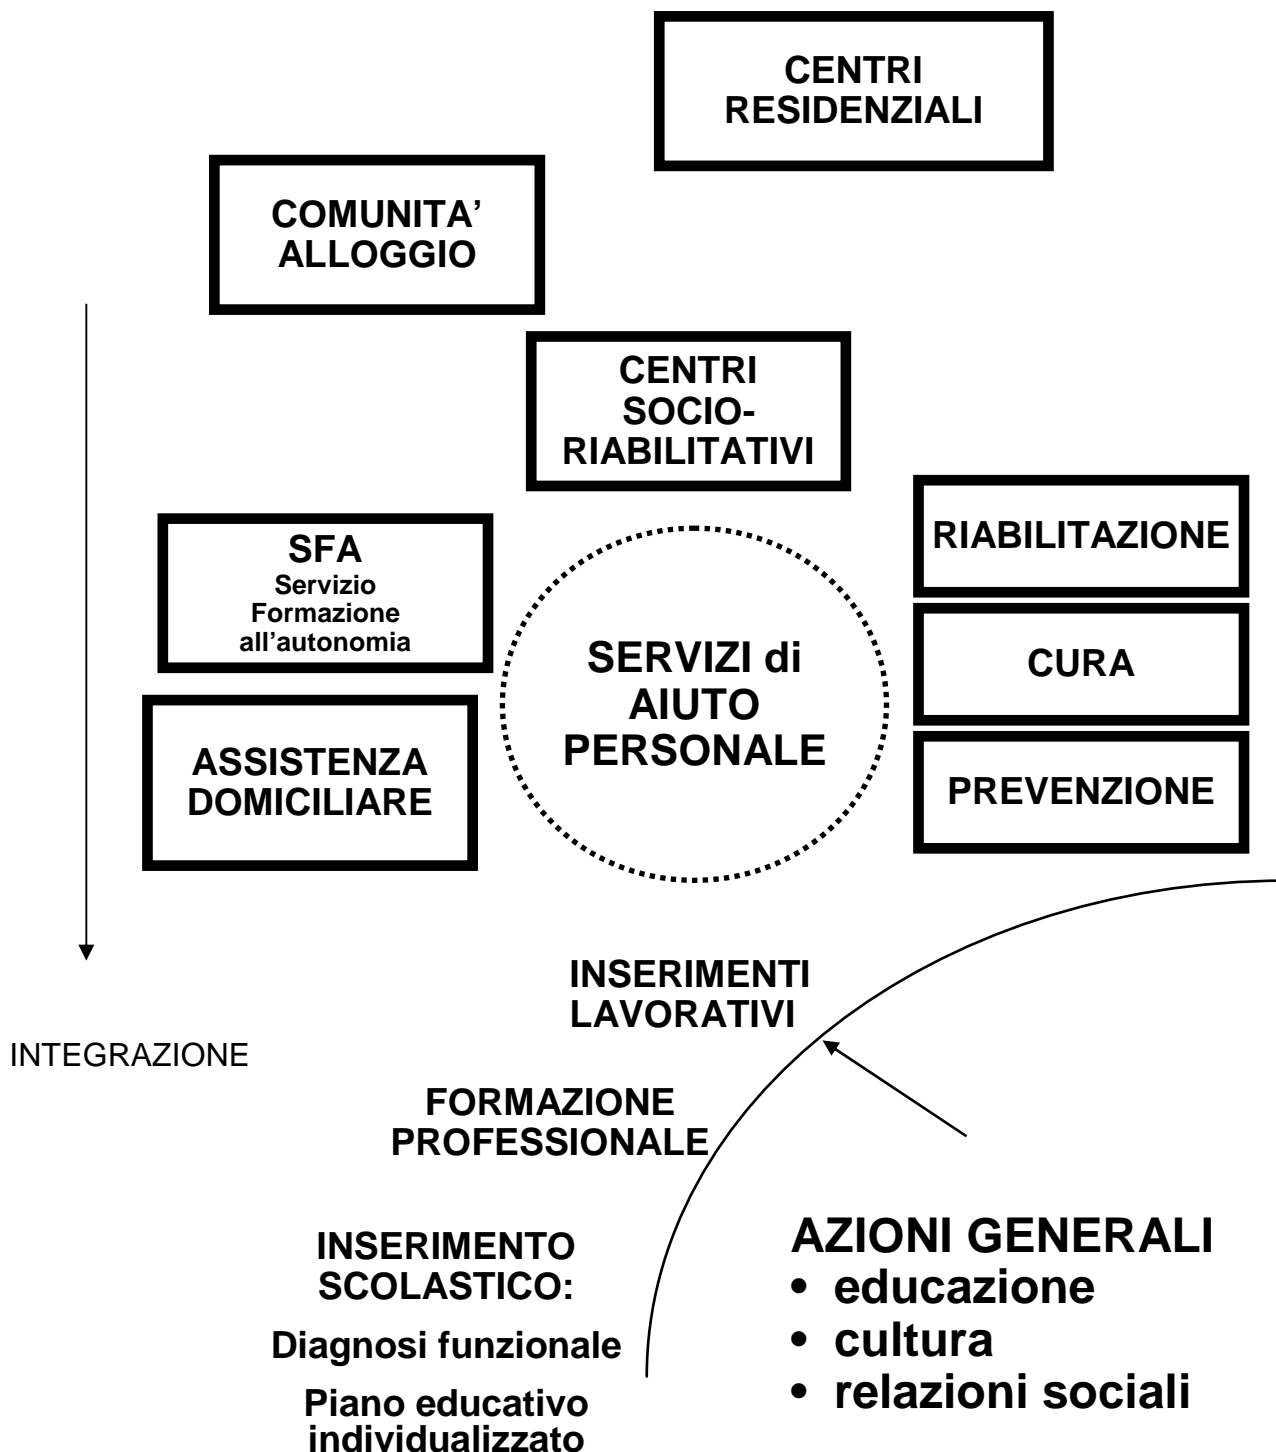 CENTRI
RESIDENZIALI
COMUNITA’
ALLOGGIO
CENTRI
SOCIO-
RIABILITATIVI
SFA
Servizio
Formazione
all’autonomia
RIABILITAZIONE
SERVIZI di
AIUTO
PERSONALE
CURA
ASSISTENZA
DOMICILIARE
PREVENZIONE
INSERIMENTI
LAVORATIVI
INTEGRAZIONE
FORMAZIONE
PROFESSIONALE
INSERIMENTO
SCOLASTICO:
Diagnosi funzionale
Piano educativo
individualizzato
AZIONI GENERALI
• educazione
• cultura
• relazioni sociali